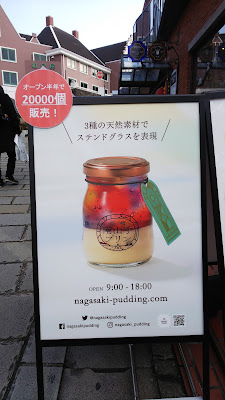 オープン半年で
20000個
販売！
3種の天然素材で
ステンドグラスを表現
OPEN 9:00 - 18:00
nagasaki-pudding.com
@nagasakipudding
nagasakipudding
nagasaki_pudding